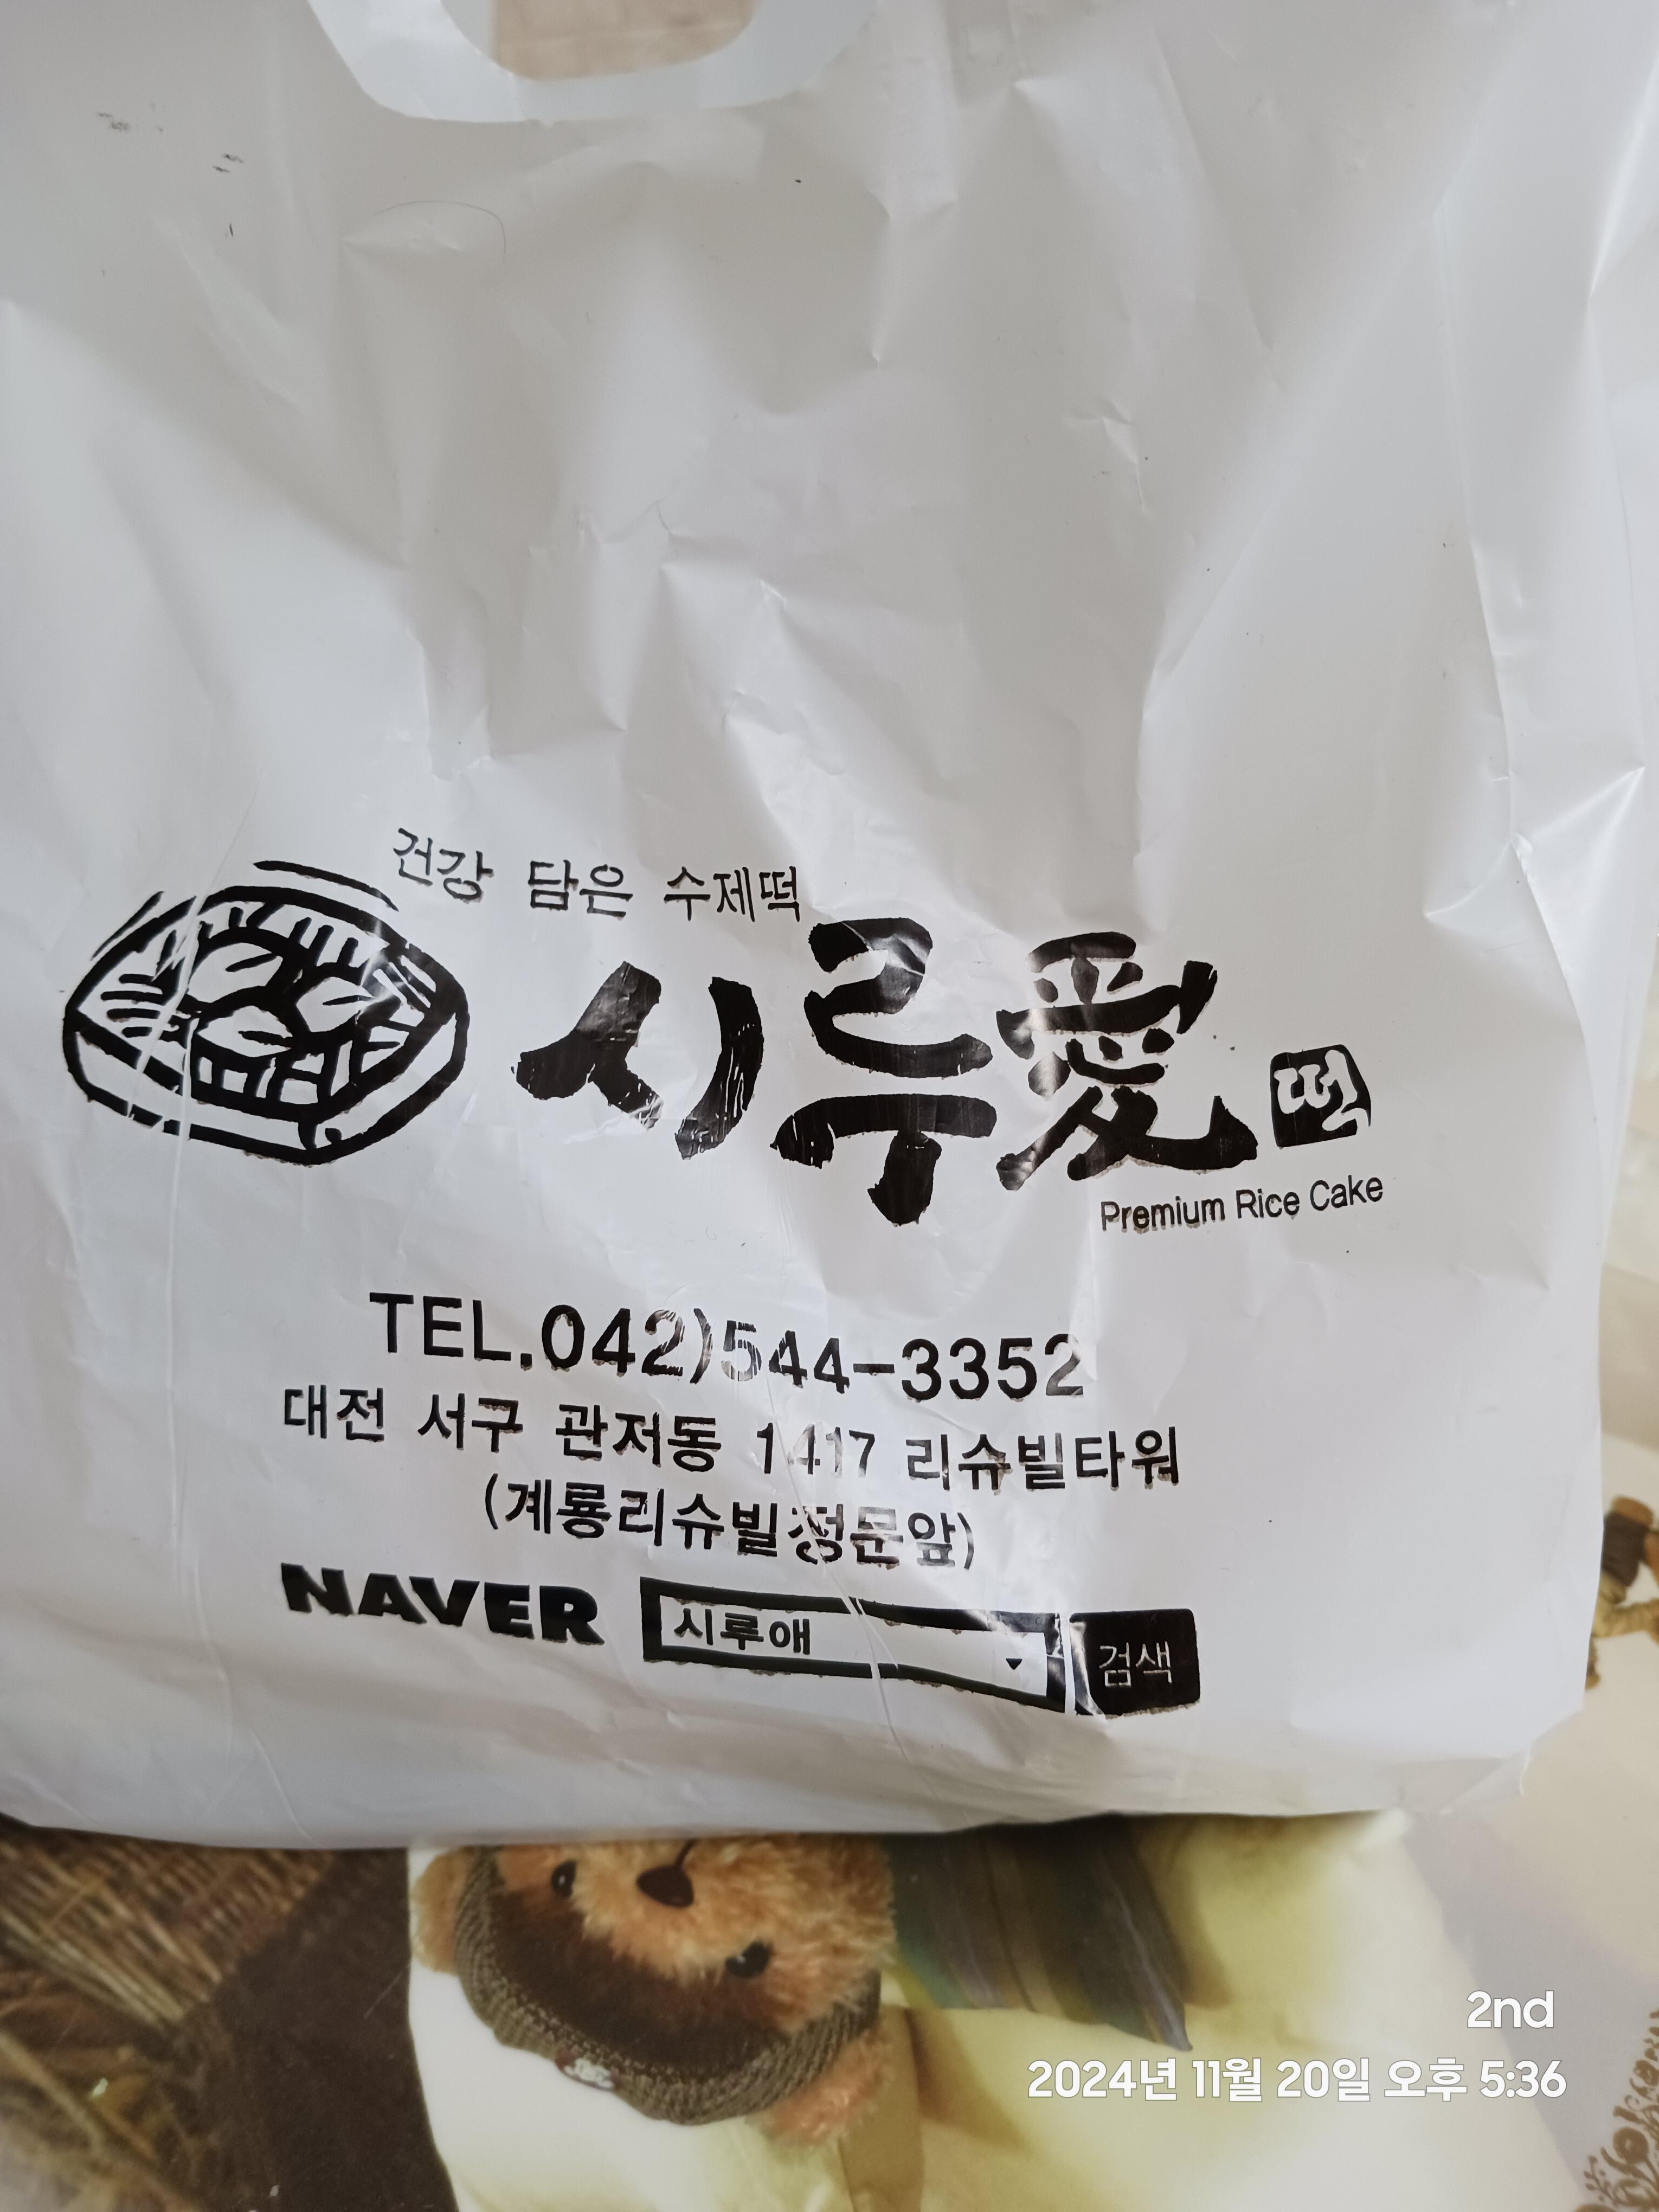 건강 담은 수제떡
시루愛 떡
Premium Rice Cake
TEL.042)544-3352
대전 서구 관저동 1417 리슈빌타워
(계룡리슈빌정문앞)
NAVER 시루애 검색
2nd
2024년 11월 20일 오후 5:36